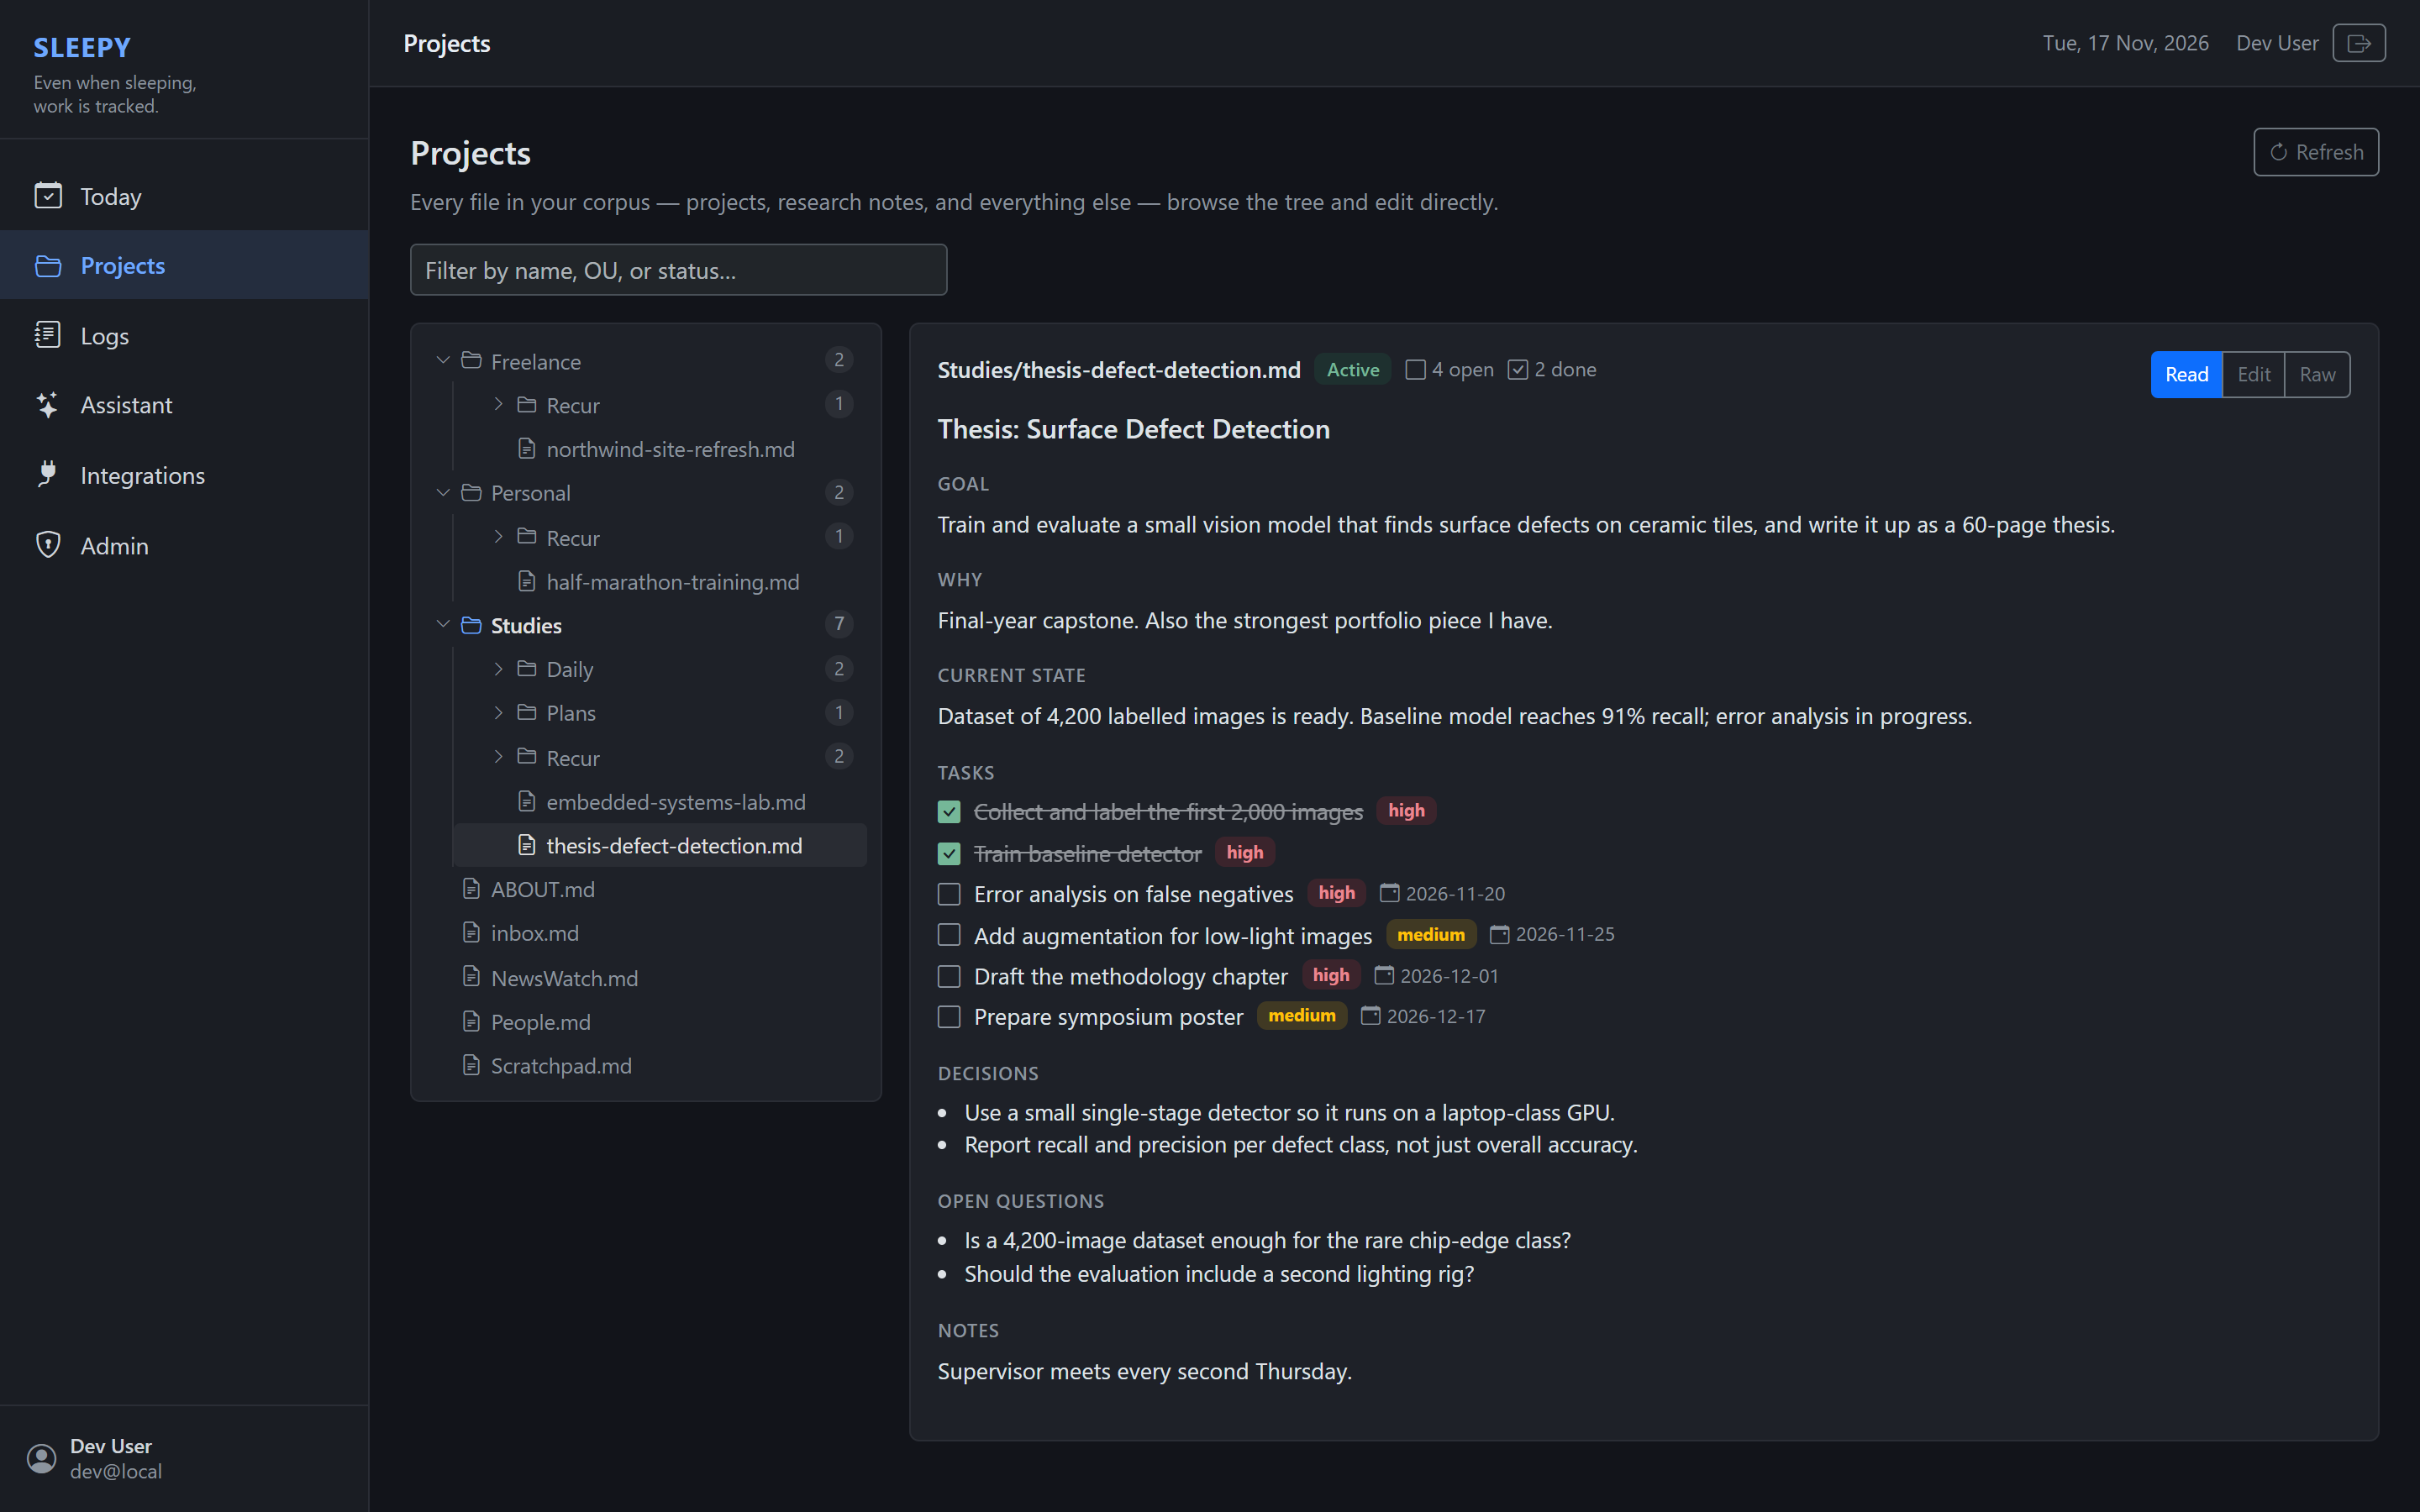 SLEEPY
Even when sleeping,
work is tracked.
Today
Projects
Logs
Assistant
Integrations
Admin
Dev User
dev@local
Projects
Tue, 17 Nov, 2026
Dev User
Projects
Refresh
Every file in your corpus — projects, research notes, and everything else — browse the tree and edit directly.
Filter by name, OU, or status...
Freelance 2
Recur 1
northwind-site-refresh.md
Personal 2
Recur 1
half-marathon-training.md
Studies 7
Daily 2
Plans 1
Recur 2
embedded-systems-lab.md
thesis-defect-detection.md
ABOUT.md
inbox.md
NewsWatch.md
People.md
Scratchpad.md
Studies/thesis-defect-detection.md Active 4 open 2 done
Read Edit Raw
Thesis: Surface Defect Detection
GOAL
Train and evaluate a small vision model that finds surface defects on ceramic tiles, and write it up as a 60-page thesis.
WHY
Final-year capstone. Also the strongest portfolio piece I have.
CURRENT STATE
Dataset of 4,200 labelled images is ready. Baseline model reaches 91% recall; error analysis in progress.
TASKS
Collect and label the first 2,000 images high
Train baseline detector high
Error analysis on false negatives high 2026-11-20
Add augmentation for low-light images medium 2026-11-25
Draft the methodology chapter high 2026-12-01
Prepare symposium poster medium 2026-12-17
DECISIONS
Use a small single-stage detector so it runs on a laptop-class GPU.
Report recall and precision per defect class, not just overall accuracy.
OPEN QUESTIONS
Is a 4,200-image dataset enough for the rare chip-edge class?
Should the evaluation include a second lighting rig?
NOTES
Supervisor meets every second Thursday.